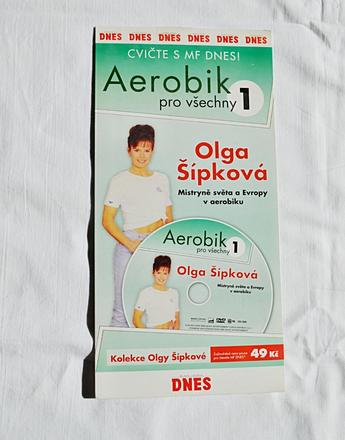 DNES DNES DNES DNES DNES DNES
CVIČTE S MF DNES!
Aerobik
pro všechny 1
Olga
Šípková
Mistryně světa a Evropy
v aerobiku
Aerobik
pro všechny 1
Olga Šípková
Mistryně světa a Evropy
v aerobiku
DVD
Kolekce Olgy Šípkové
49 Kč
DNES